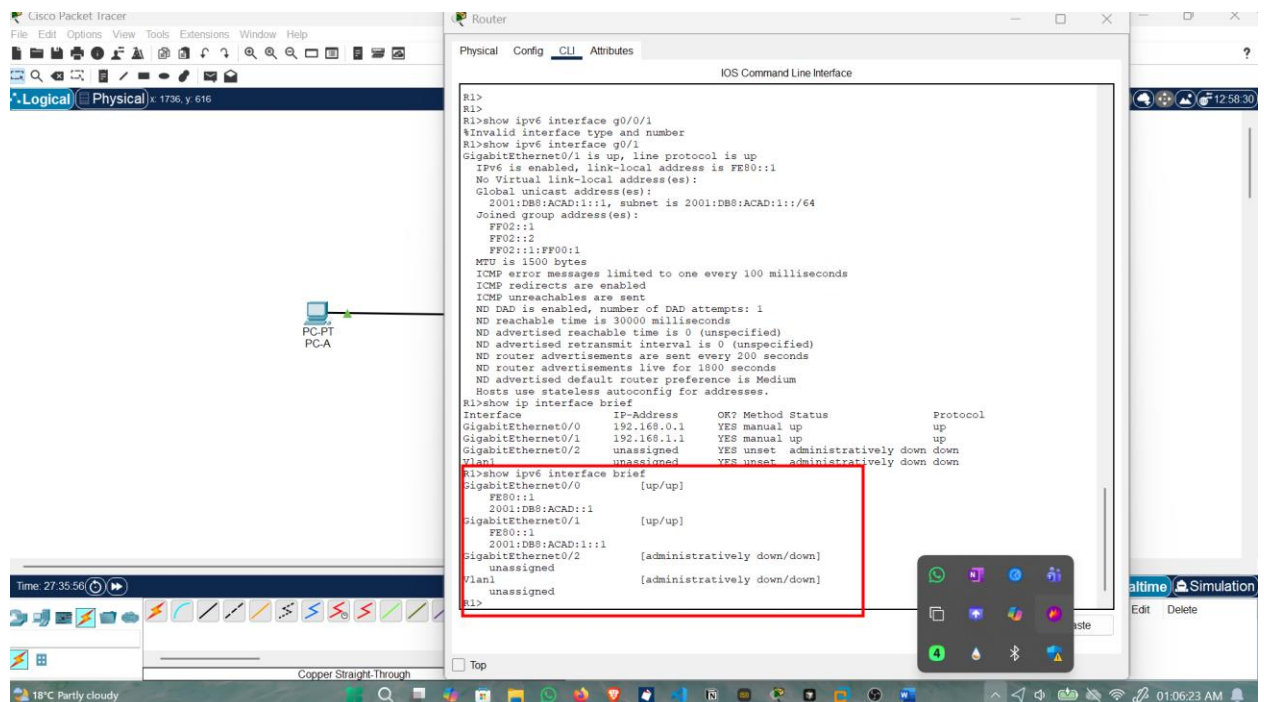 Cisco Packet Tracer
File Edit Options View Tools Extensions Window Help
Logical Physical x: 1736, y: 616
12:58:30
PC-PT
PC-A
Time: 27:35:56
Copper Straight-Through
Router
Physical Config CLI Attributes
IOS Command Line Interface
R1>
R1>
R1>show ipv6 interface g0/0/1
%Invalid interface type and number
R1>show ipv6 interface g0/1
GigabitEthernet0/1 is up, line protocol is up
IPv6 is enabled, link-local address is FE80::1
No Virtual link-local address(es):
Global unicast address(es):
2001:DB8:ACAD:1::1, subnet is 2001:DB8:ACAD:1::/64
Joined group address(es):
FF02::1
FF02::2
FF02::1:FF00:1
MTU is 1500 bytes
ICMP error messages limited to one every 100 milliseconds
ICMP redirects are enabled
ICMP unreachables are sent
ND DAD is enabled, number of DAD attempts: 1
ND reachable time is 30000 milliseconds
ND advertised reachable time is 0 (unspecified)
ND advertised retransmit interval is 0 (unspecified)
ND router advertisements are sent every 200 seconds
ND router advertisements live for 1800 seconds
ND advertised default router preference is Medium
Hosts use stateless autoconfig for addresses.
R1>show ip interface brief
Interface IP-Address OK? Method Status Protocol
GigabitEthernet0/0 192.168.0.1 YES manual up up
GigabitEthernet0/1 192.168.1.1 YES manual up up
GigabitEthernet0/2 unassigned YES unset administratively down down
Vlan1 unassigned YES unset administratively down down
R1>show ipv6 interface brief
GigabitEthernet0/0 [up/up]
FE80::1
2001:DB8:ACAD::1
GigabitEthernet0/1 [up/up]
FE80::1
2001:DB8:ACAD:1::1
GigabitEthernet0/2 [administratively down/down]
unassigned
Vlan1 [administratively down/down]
unassigned
R1>
aste
Top
altime Simulation
Edit Delete
4
18°C Partly cloudy
01:06:23 AM